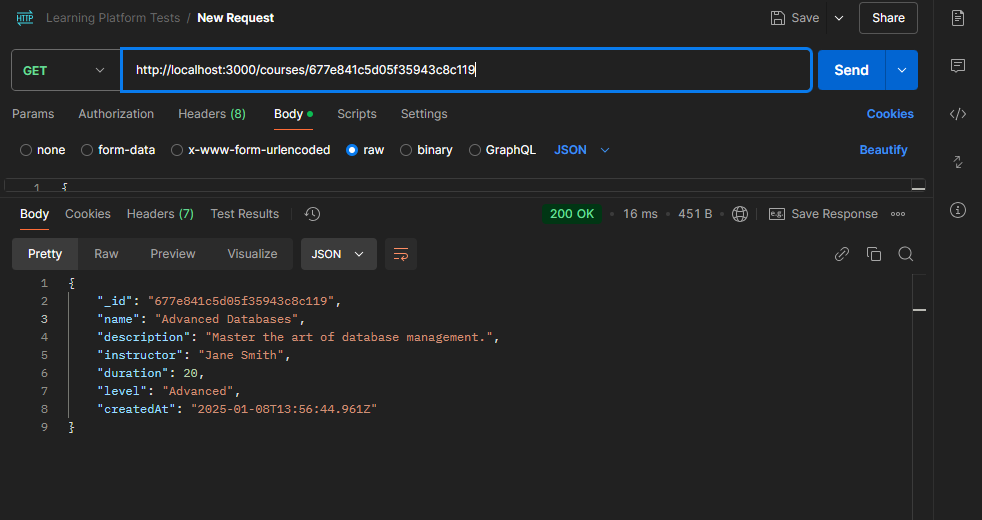 HTTP Learning Platform Tests / New Request Save Share
GET http://localhost:3000/courses/677e841c5d05f35943c8c119 Send
Params Authorization Headers (8) Body Scripts Settings Cookies
none form-data x-www-form-urlencoded raw binary GraphQL JSON Beautify
1 {
Body Cookies Headers (7) Test Results 200 OK 16 ms 451 B e.g. Save Response
Pretty Raw Preview Visualize JSON
1 {
2 "_id": "677e841c5d05f35943c8c119",
3 "name": "Advanced Databases",
4 "description": "Master the art of database management.",
5 "instructor": "Jane Smith",
6 "duration": 20,
7 "level": "Advanced",
8 "createdAt": "2025-01-08T13:56:44.961Z"
9 }